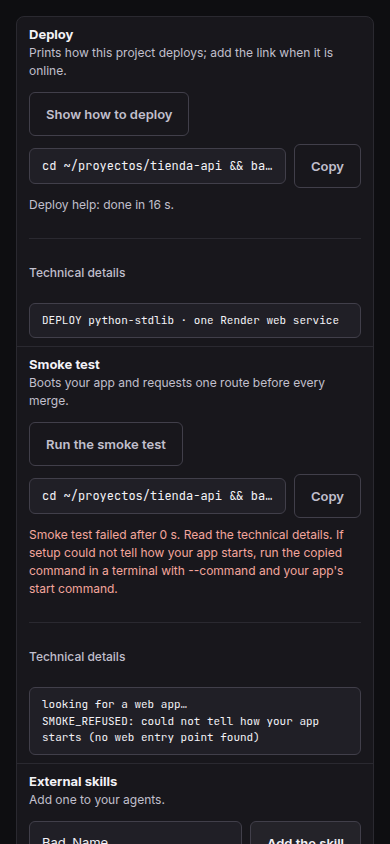 Deploy
Prints how this project deploys; add the link when it is
online.
Show how to deploy
cd ~/proyectos/tienda-api && ba…
Copy
Deploy help: done in 16 s.
Technical details
DEPLOY python-stdlib · one Render web service
Smoke test
Boots your app and requests one route before every
merge.
Run the smoke test
cd ~/proyectos/tienda-api && ba…
Copy
Smoke test failed after 0 s. Read the technical details. If
setup could not tell how your app starts, run the copied
command in a terminal with --command and your app's
start command.
Technical details
looking for a web app…
SMOKE_REFUSED: could not tell how your app
starts (no web entry point found)
External skills
Add one to your agents.
Bad Name
Add the skill